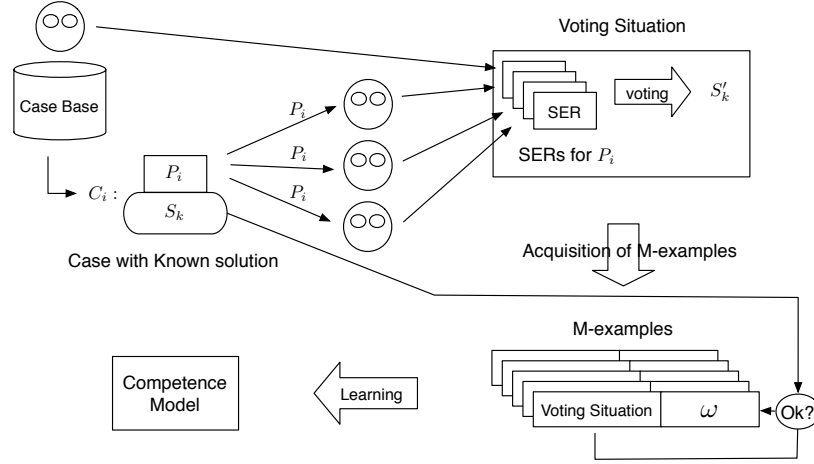 Voting Situation
Case Base
P_i
P_i
P_i
SER
voting
S'_k
SERs for P_i
C_i :
P_i
S_k
Case with Known solution
Acquisition of M-examples
M-examples
Competence
Model
Learning
Voting Situation
ω
Ok?